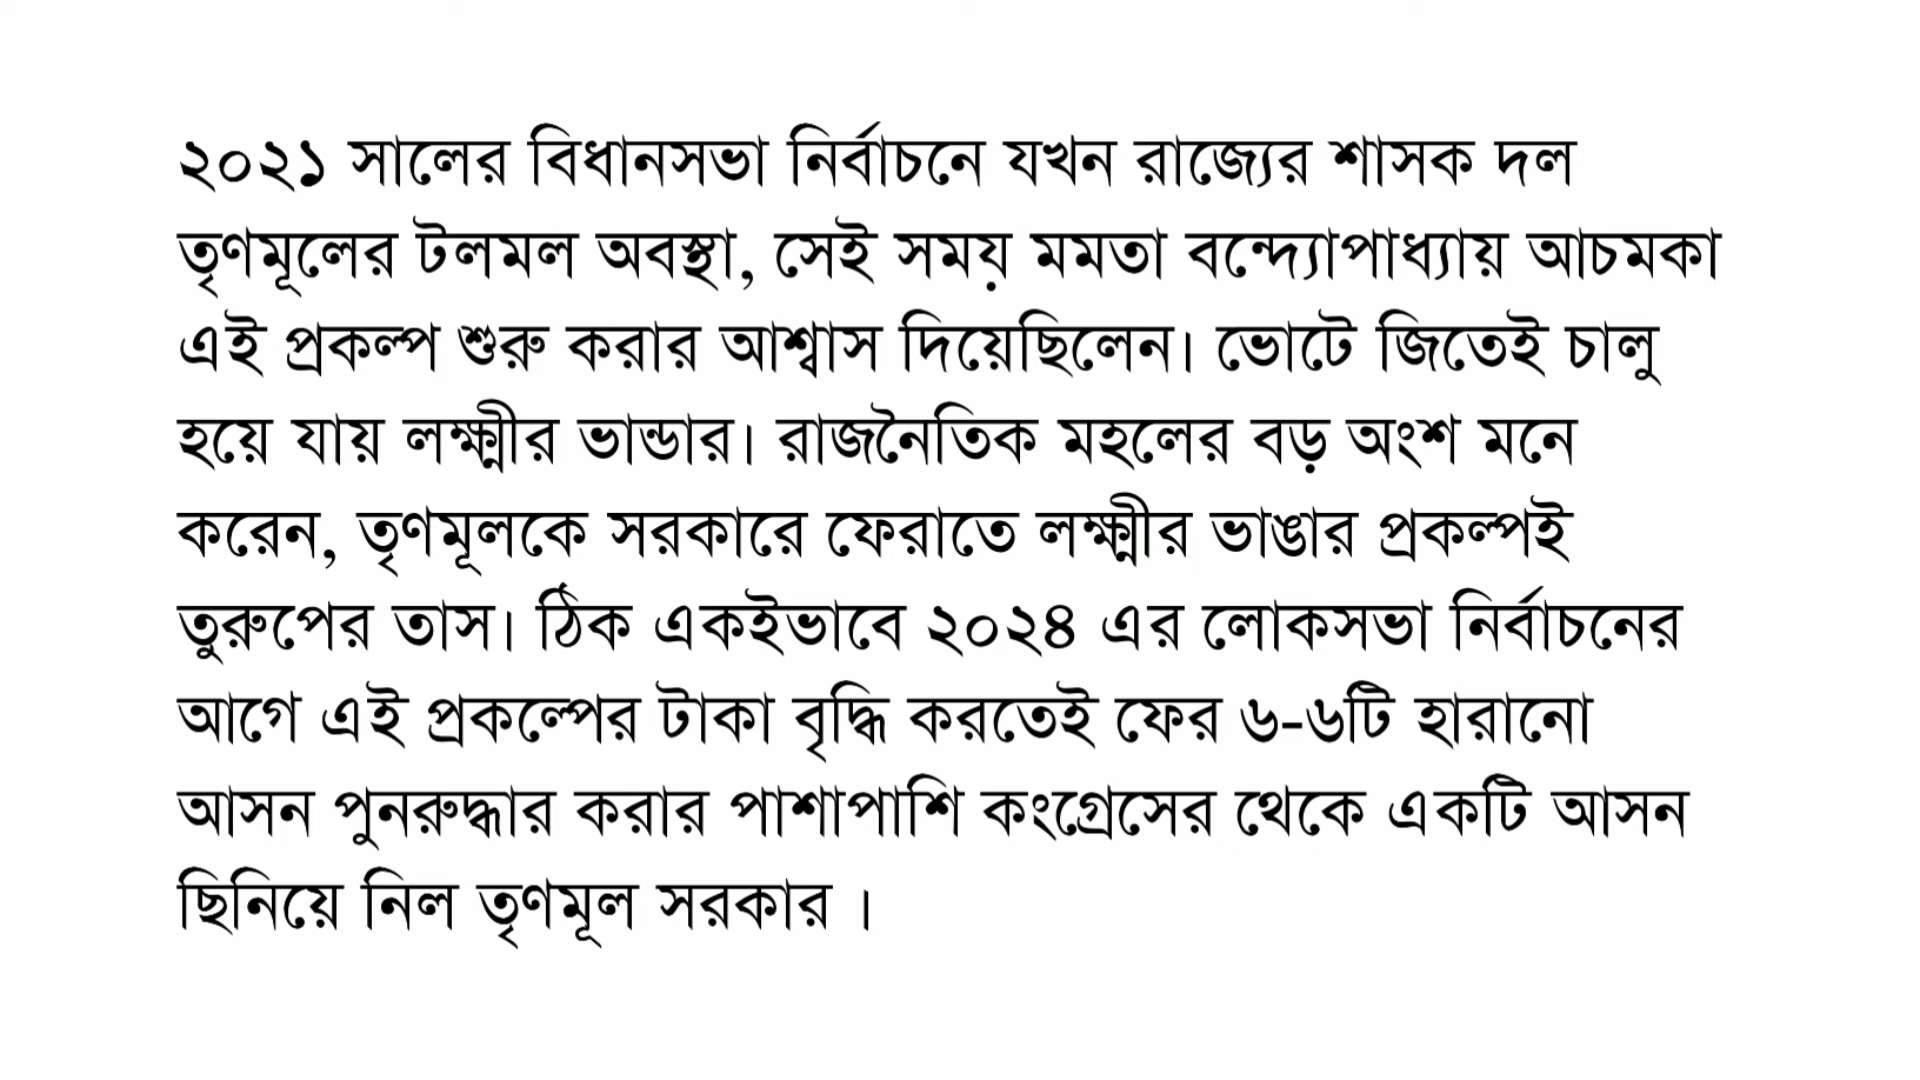 ২০২১ সালের বিধানসভা নির্বাচনে যখন রাজ্যের শাসক দল
তৃণমূলের টলমল অবস্থা, সেই সময় মমতা বন্দ্যোপাধ্যায় আচমকা
এই প্রকল্প শুরু করার আশ্বাস দিয়েছিলেন। ভোটে জিতেই চালু
হয়ে যায় লক্ষ্মীর ভান্ডার। রাজনৈতিক মহলের বড় অংশ মনে
করেন, তৃণমূলকে সরকারে ফেরাতে লক্ষ্মীর ভাঙার প্রকল্পই
তুরুপের তাস। ঠিক একইভাবে ২০২৪ এর লোকসভা নির্বাচনের
আগে এই প্রকল্পের টাকা বৃদ্ধি করতেই ফের ৬-৬টি হারানো
আসন পুনরুদ্ধার করার পাশাপাশি কংগ্রেসের থেকে একটি আসন
ছিনিয়ে নিল তৃণমূল সরকার ।